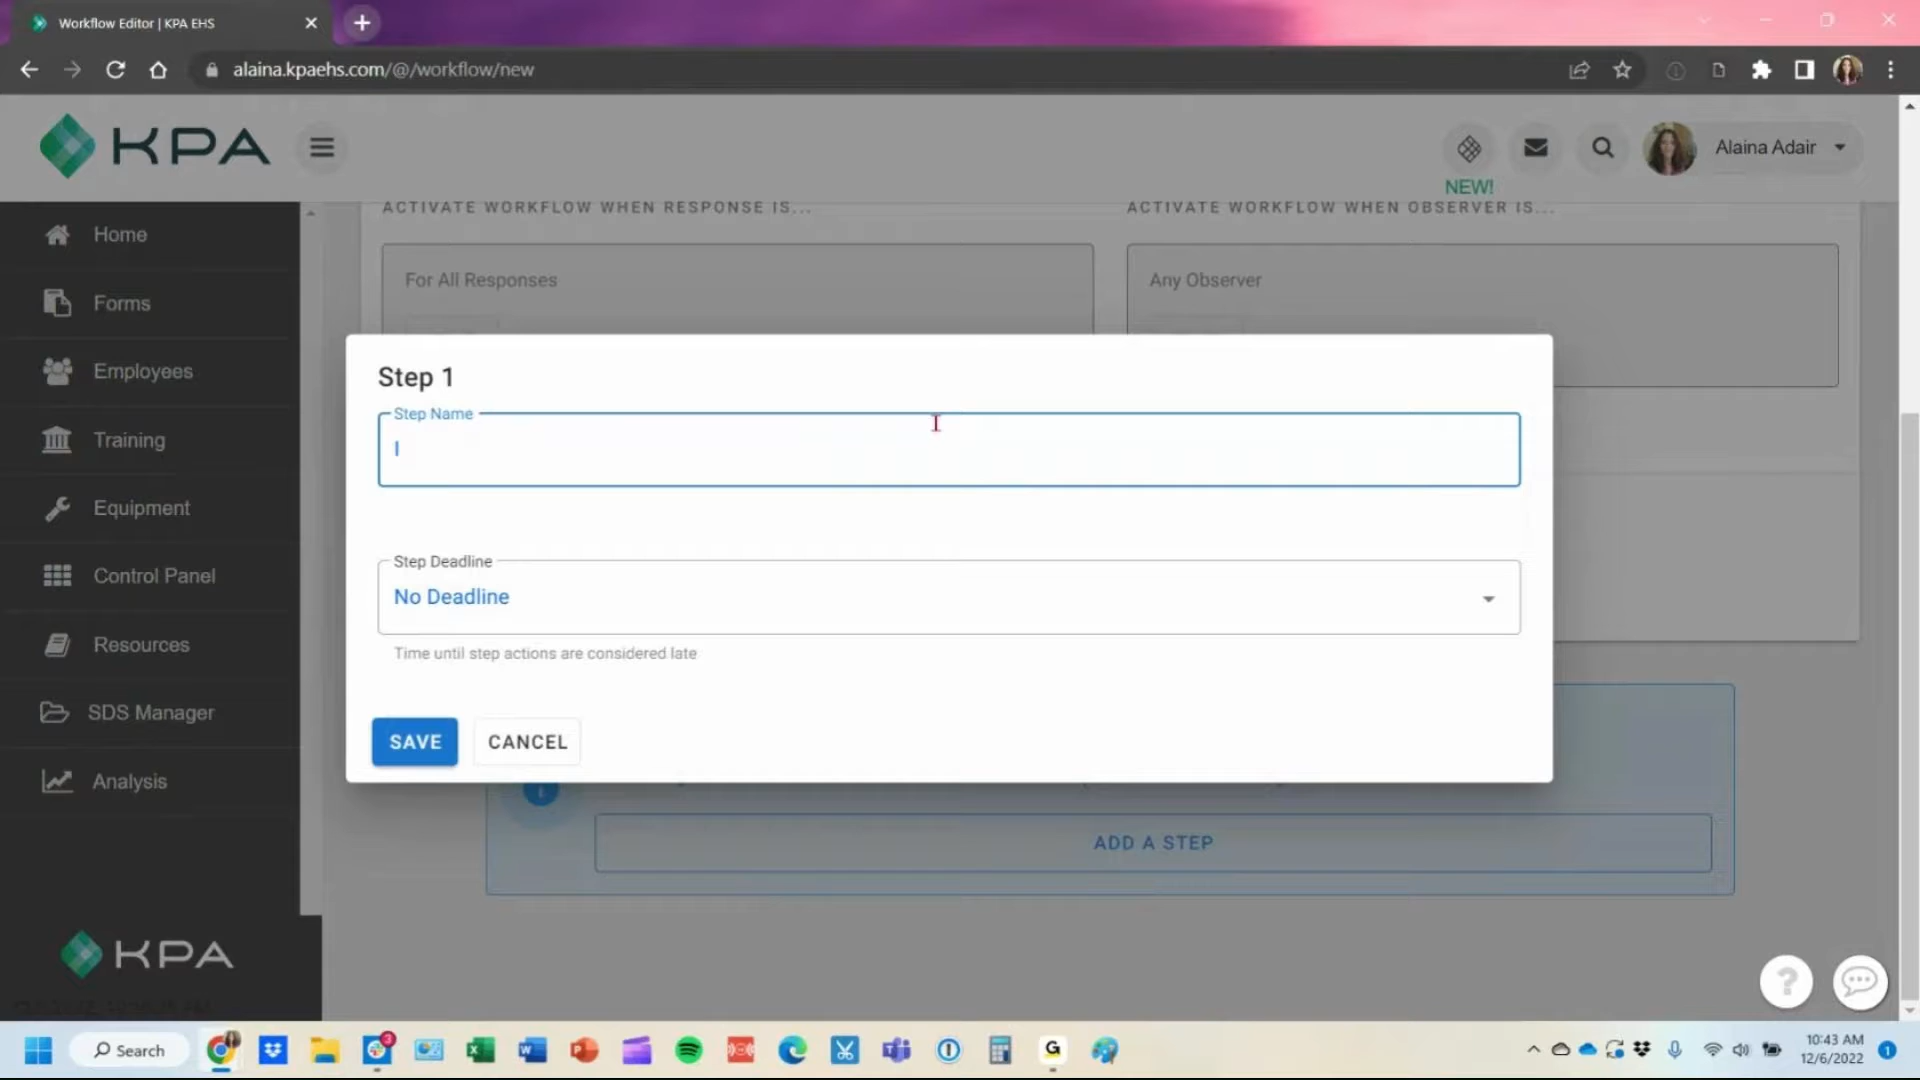 Workflow Editor | KPA EHS
alaina.kpaehs.com/@/workflow/new
KPA
NEW!
Alaina Adair
Home
Forms
Employees
Training
Equipment
Control Panel
Resources
SDS Manager
Analysis
KPA
ACTIVATE WORKFLOW WHEN RESPONSE IS...
ACTIVATE WORKFLOW WHEN OBSERVER IS...
For All Responses
Any Observer
Step 1
Step Name
I
Step Deadline
No Deadline
Time until step actions are considered late
SAVE
CANCEL
ADD A STEP
Search
3
10:43 AM
12/6/2022
1